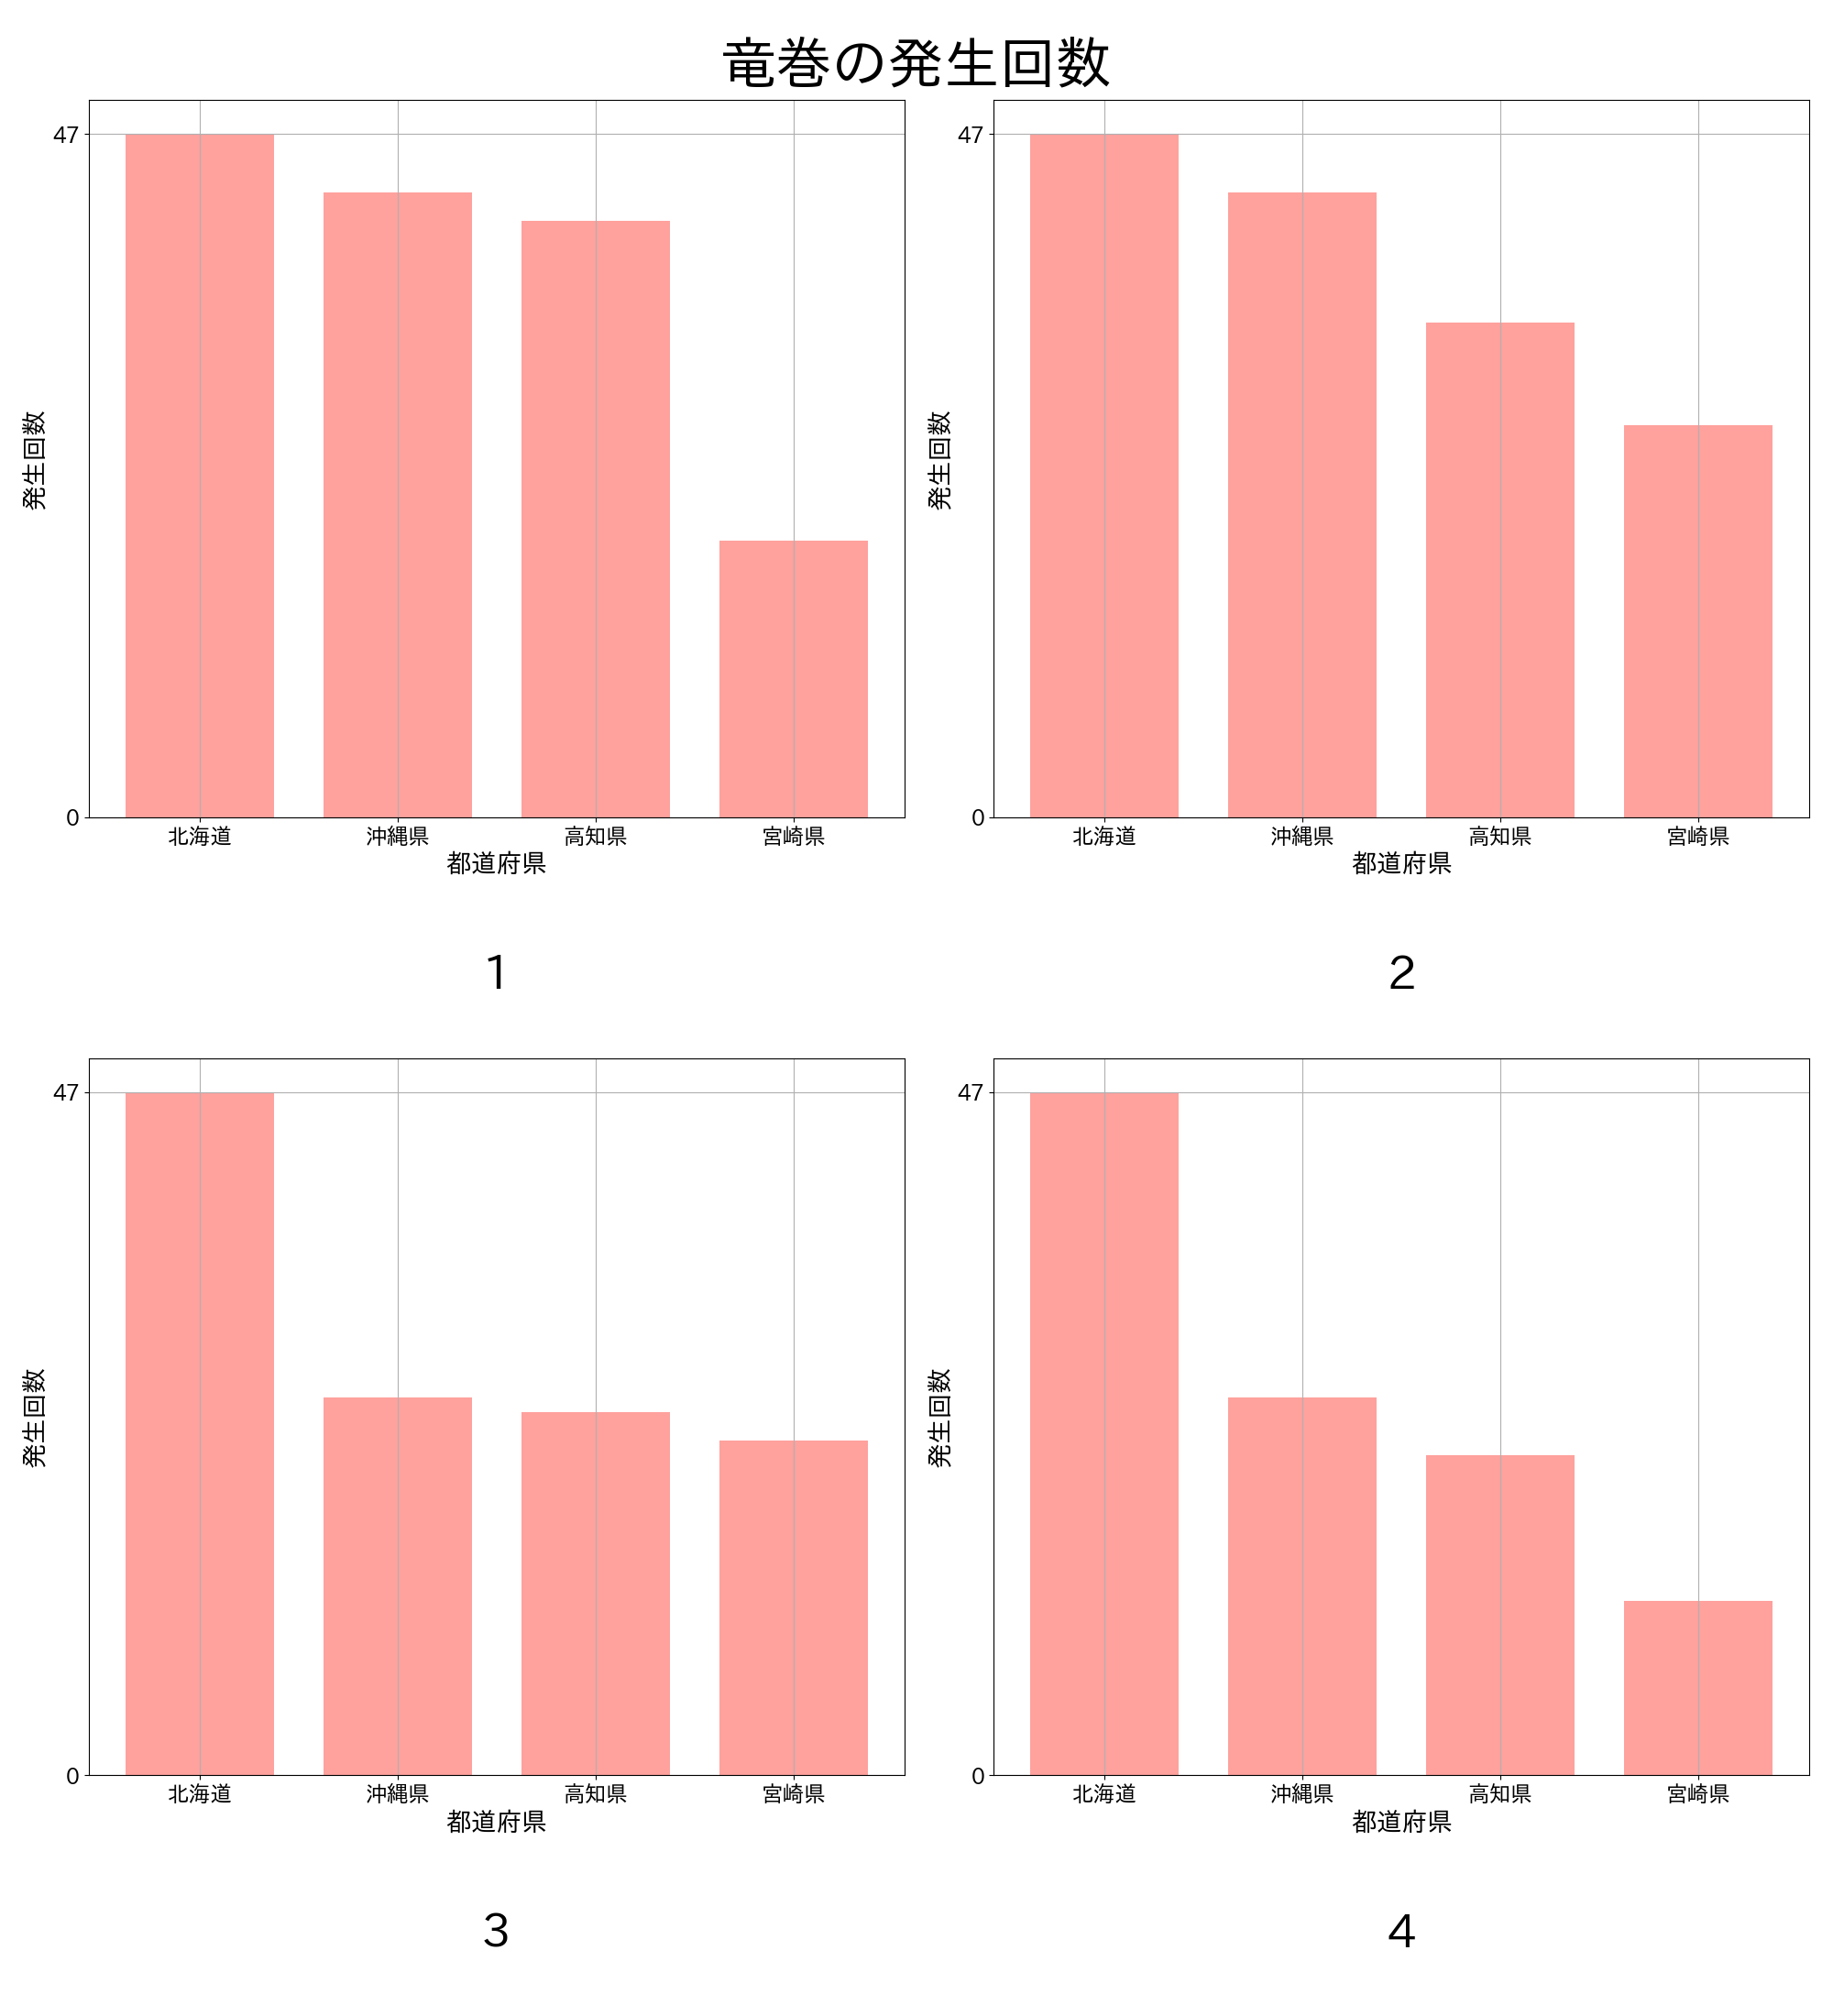 竜巻の発生回数
47
0
発生回数
北海道 沖縄県 高知県 宮崎県
都道府県
1
47
0
発生回数
北海道 沖縄県 高知県 宮崎県
都道府県
2
47
0
発生回数
北海道 沖縄県 高知県 宮崎県
都道府県
3
47
0
発生回数
北海道 沖縄県 高知県 宮崎県
都道府県
4